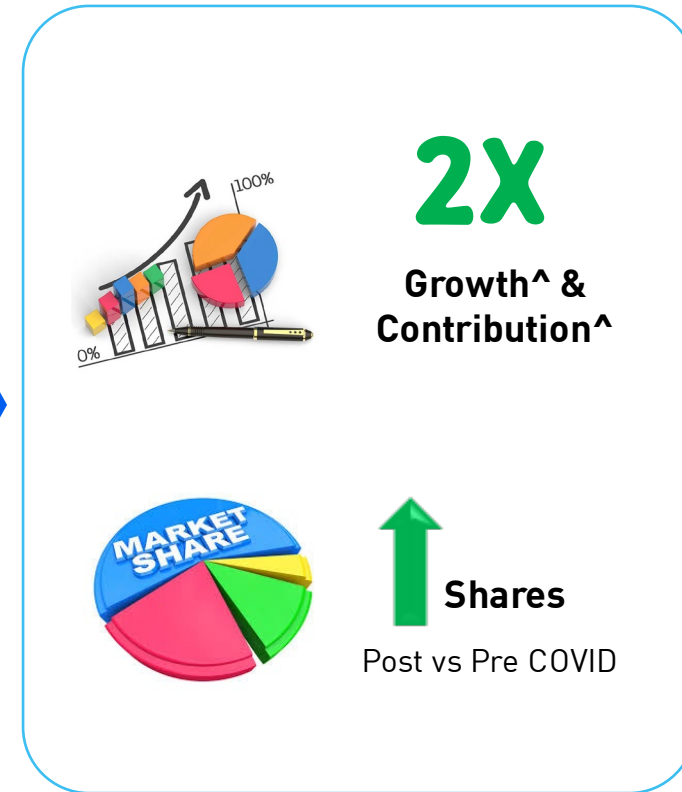 2X
100%
Growth^ &
Contribution^
0%
MARKET
SHARE
Shares
Post vs Pre COVID